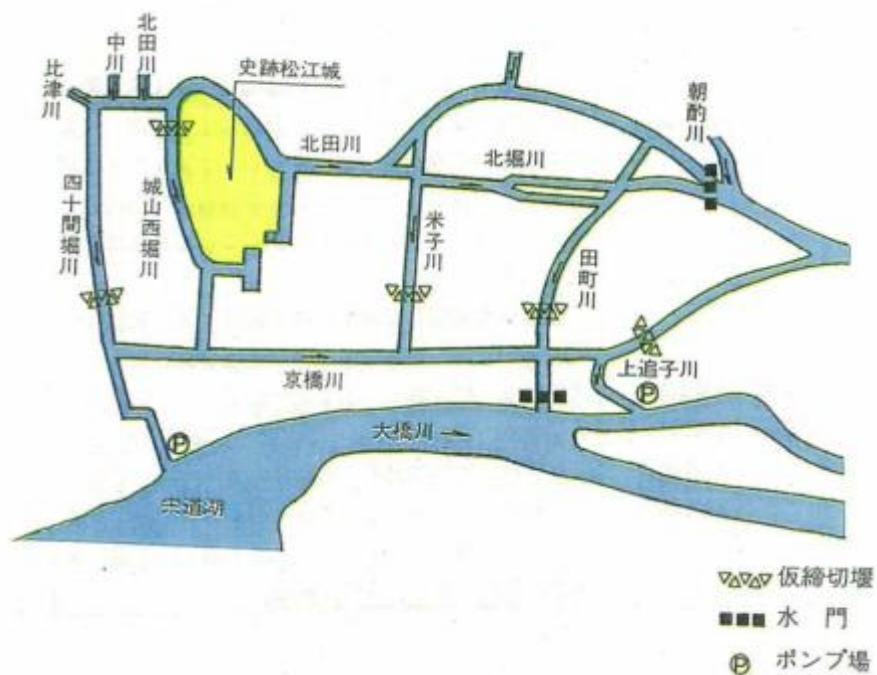 北田川
中川
比津川
史跡松江城
朝酌川
北田川
北堀川
四十間堀川
城山西堀川
米子川
田町川
京橋川
上追子川
P
大橋川
P
宍道湖
仮締切堰
水門
P ポンプ場